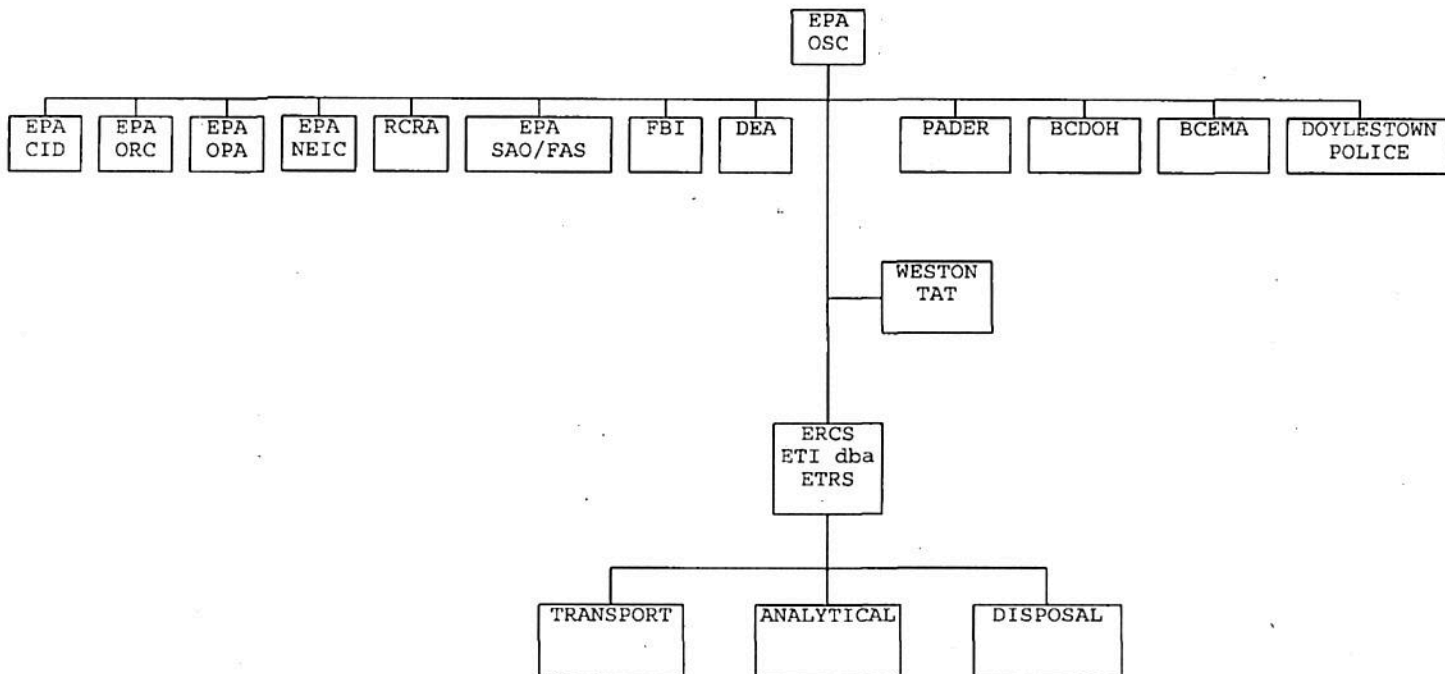 EPA
OSC
EPA
CID
EPA
ORC
EPA
OPA
EPA
NEIC
RCRA
EPA
SAO/FAS
FBI
DEA
PADER
BCDOH
BCEMA
DOYLESTOWN
POLICE
WESTON
TAT
ERCS
ETI dba
ETRS
TRANSPORT
ANALYTICAL
DISPOSAL